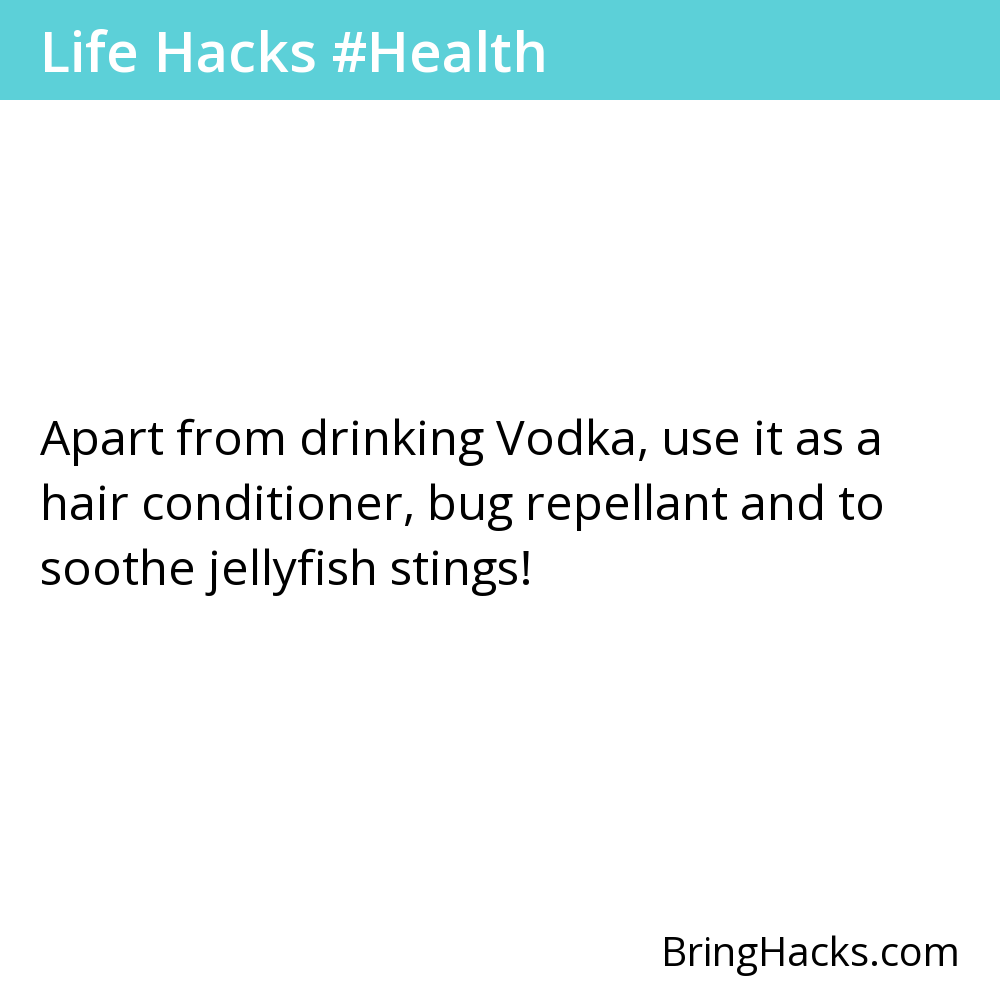 Life Hacks #Health
Apart from drinking Vodka, use it as a
hair conditioner, bug repellant and to
soothe jellyfish stings!
BringHacks.com